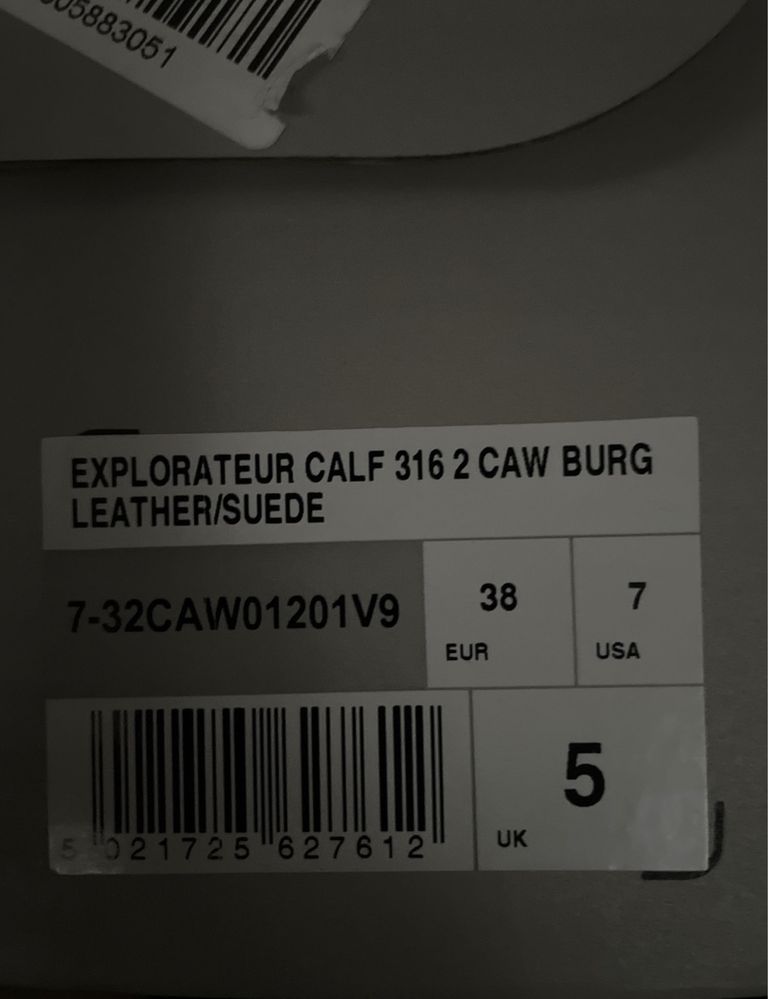 05883051
EXPLORATEUR CALF 316 2 CAW BURG
LEATHER/SUEDE
7-32CAW01201V9
38
EUR
7
USA
5 021725 627612
5
UK